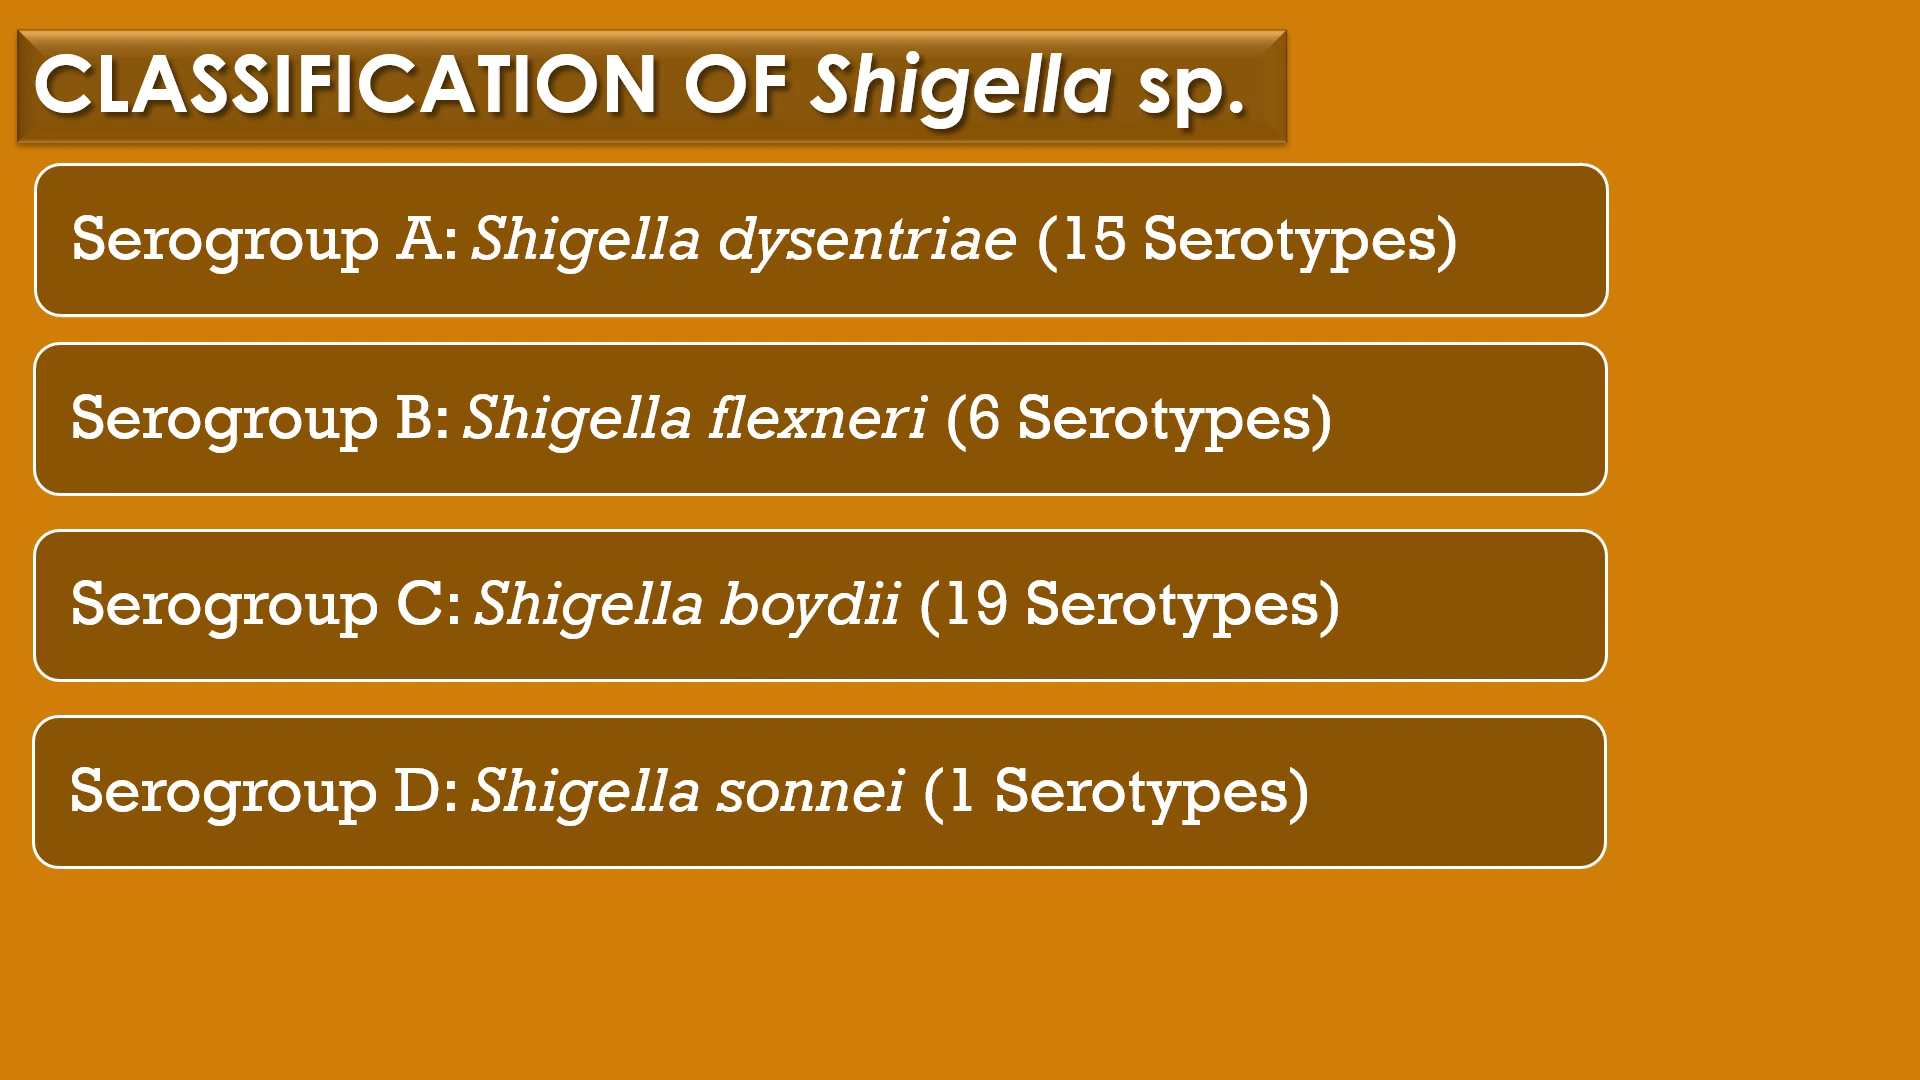 CLASSIFICATION OF Shigella sp.
Serogroup A: Shigella dysentriae (15 Serotypes)
Serogroup B: Shigella flexneri (6 Serotypes)
Serogroup C: Shigella boydii (19 Serotypes)
Serogroup D: Shigella sonnei (1 Serotypes)